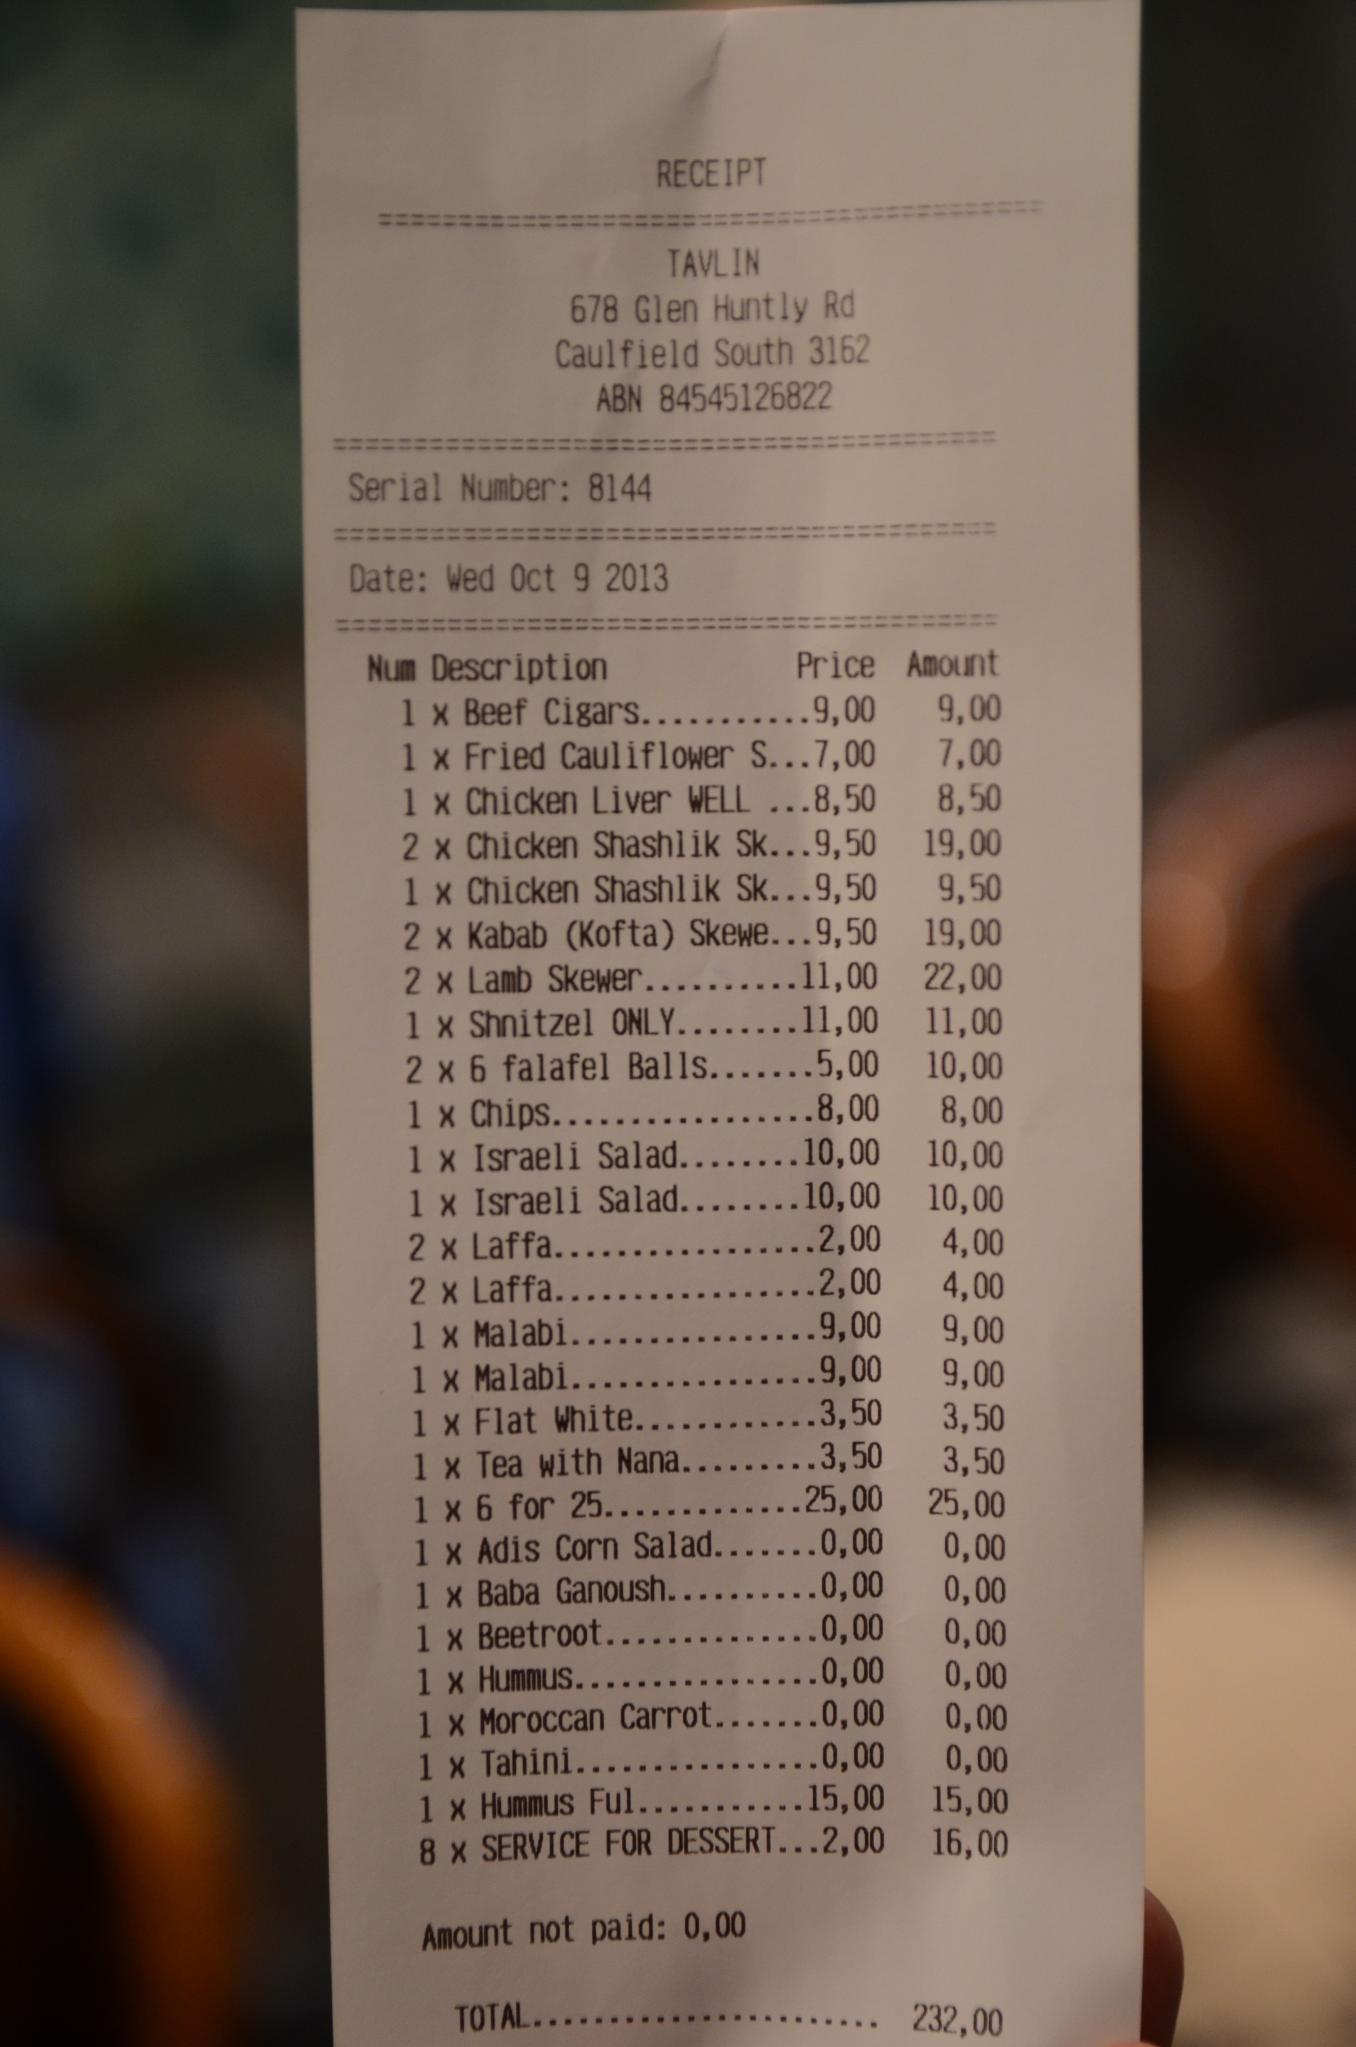 RECEIPT
==========================================
TAVLIN
678 Glen Huntly Rd
Caulfield South 3162
ABN 84545126822
==========================================
Serial Number: 8144
==========================================
Date: Wed Oct 9 2013
==========================================
Num Description Price Amount
1 x Beef Cigars...........9,00 9,00
1 x Fried Cauliflower S...7,00 7,00
1 x Chicken Liver WELL ...8,50 8,50
2 x Chicken Shashlik Sk...9,50 19,00
1 x Chicken Shashlik Sk...9,50 9,50
2 x Kabab (Kofta) Skewe...9,50 19,00
2 x Lamb Skewer..........11,00 22,00
1 x Shnitzel ONLY........11,00 11,00
2 x 6 falafel Balls.......5,00 10,00
1 x Chips.................8,00 8,00
1 x Israeli Salad........10,00 10,00
1 x Israeli Salad........10,00 10,00
2 x Laffa.................2,00 4,00
2 x Laffa.................2,00 4,00
1 x Malabi................9,00 9,00
1 x Malabi................9,00 9,00
1 x Flat White............3,50 3,50
1 x Tea with Nana.........3,50 3,50
1 x 6 for 25.............25,00 25,00
1 x Adis Corn Salad.......0,00 0,00
1 x Baba Ganoush..........0,00 0,00
1 x Beetroot..............0,00 0,00
1 x Hummus................0,00 0,00
1 x Moroccan Carrot.......0,00 0,00
1 x Tahini................0,00 0,00
1 x Hummus Ful...........15,00 15,00
8 x SERVICE FOR DESSERT...2,00 16,00
Amount not paid: 0,00
TOTAL...................... 232,00